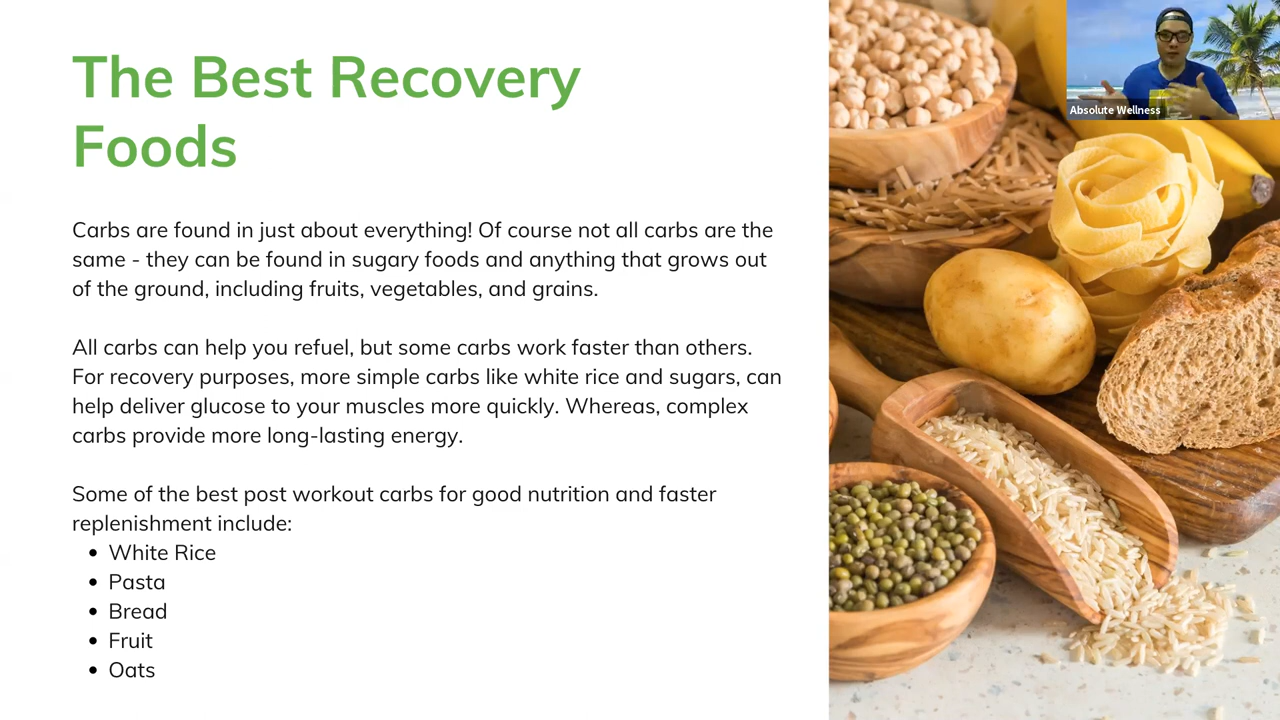 The Best Recovery
Foods
Absolute Wellness
Carbs are found in just about everything! Of course not all carbs are the
same - they can be found in sugary foods and anything that grows out
of the ground, including fruits, vegetables, and grains.
All carbs can help you refuel, but some carbs work faster than others.
For recovery purposes, more simple carbs like white rice and sugars, can
help deliver glucose to your muscles more quickly. Whereas, complex
carbs provide more long-lasting energy.
Some of the best post workout carbs for good nutrition and faster
replenishment include:
• White Rice
• Pasta
• Bread
• Fruit
• Oats